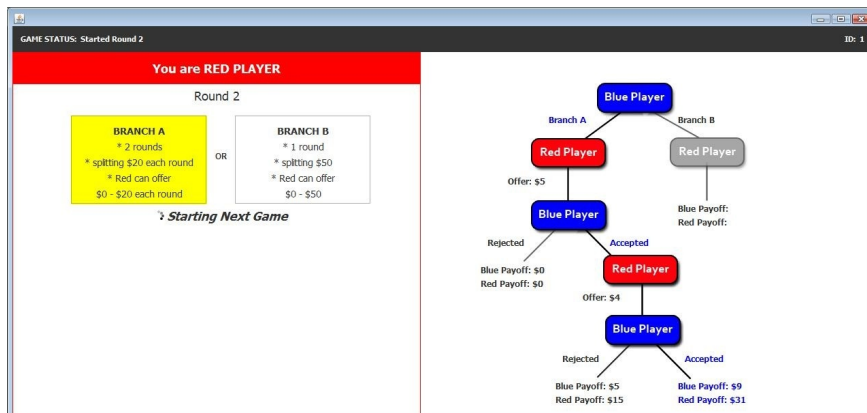 GAME STATUS: Started Round 2
ID: 1
You are RED PLAYER
Round 2
BRANCH A
* 2 rounds
* splitting $20 each round
* Red can offer
$0 - $20 each round
OR
BRANCH B
* 1 round
* splitting $50
* Red can offer
$0 - $50
Starting Next Game
Blue Player
Branch A
Branch B
Red Player
Red Player
Offer: $5
Blue Payoff:
Red Payoff:
Blue Player
Rejected
Accepted
Blue Payoff: $0
Red Payoff: $0
Red Player
Offer: $4
Blue Player
Rejected
Accepted
Blue Payoff: $5
Red Payoff: $15
Blue Payoff: $9
Red Payoff: $31